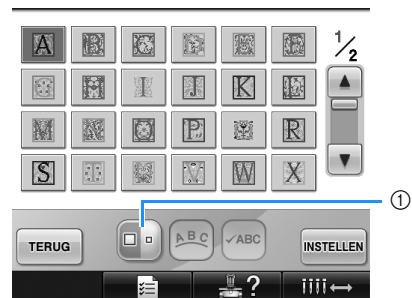 A B C D E F 1/2
G H I J K L
M N O P Q R
S T U V W X
①
TERUG ABC ✓ABC INSTELLEN
?